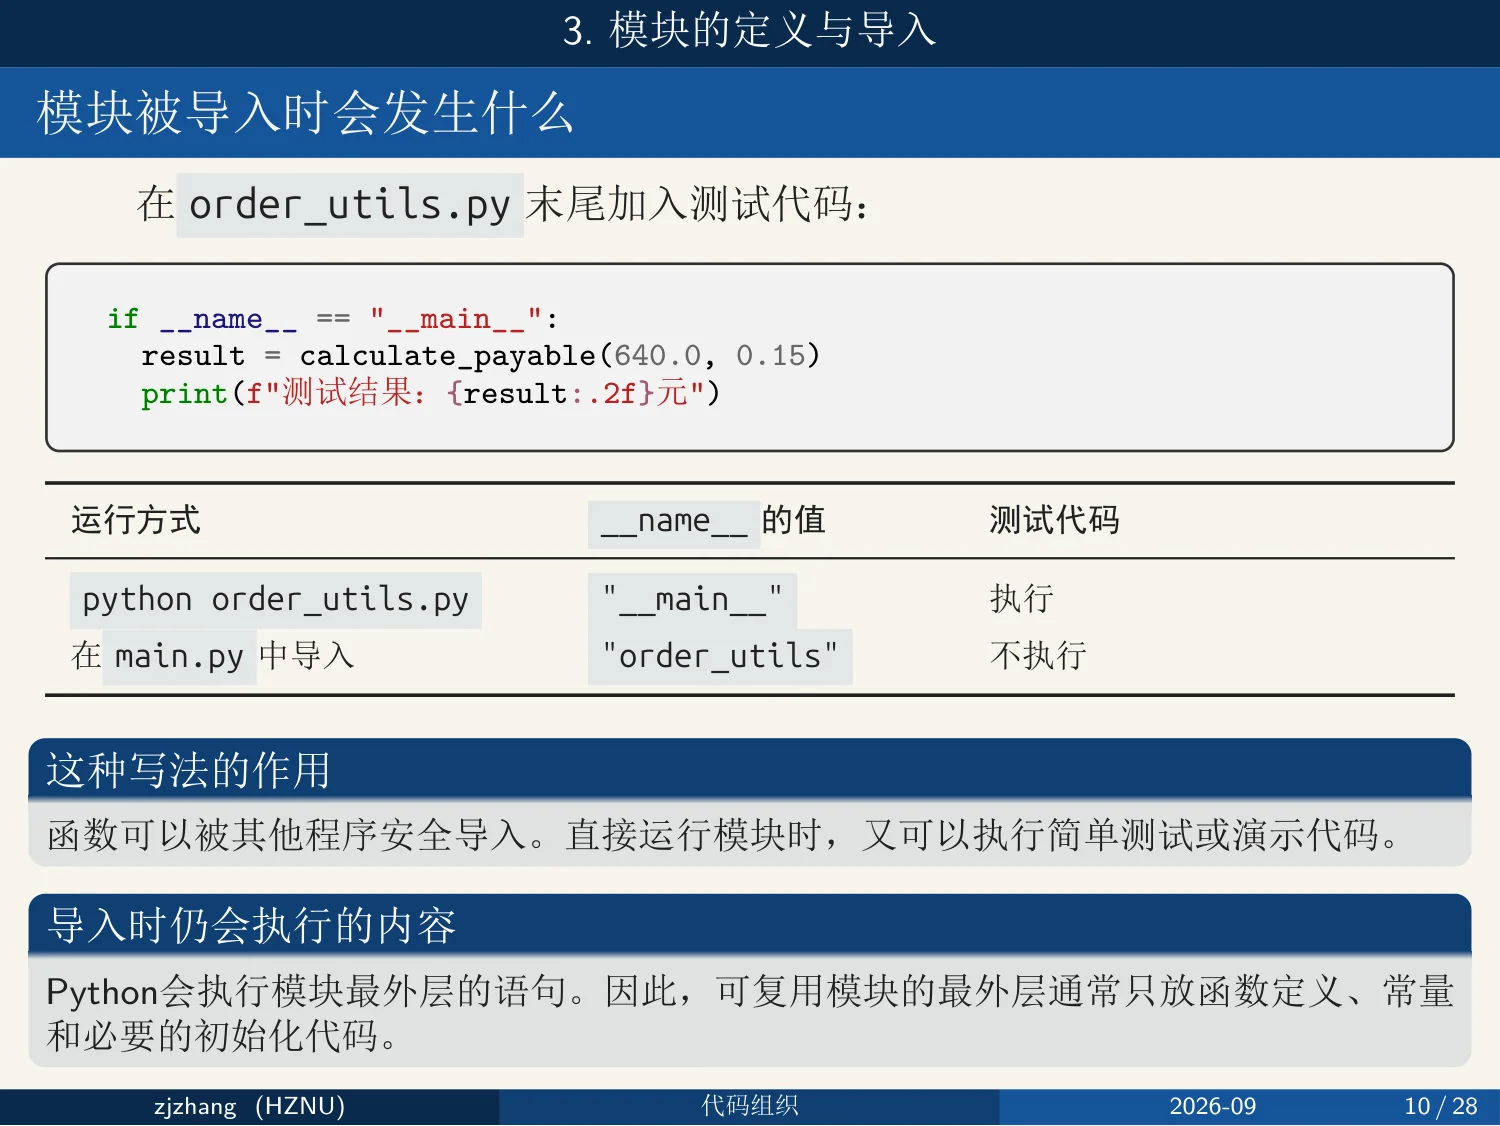 3. 模块的定义与导入
模块被导入时会发生什么
在 order_utils.py 末尾加入测试代码：
if __name__ == "__main__":
  result = calculate_payable(640.0, 0.15)
  print(f"测试结果：{result:.2f}元")
运行方式 __name__ 的值 测试代码
python order_utils.py "__main__" 执行
在 main.py 中导入 "order_utils" 不执行
这种写法的作用
函数可以被其他程序安全导入。直接运行模块时，又可以执行简单测试或演示代码。
导入时仍会执行的内容
Python会执行模块最外层的语句。因此，可复用模块的最外层通常只放函数定义、常量
和必要的初始化代码。
zjzhang (HZNU) 代码组织 2026-09 10 / 28